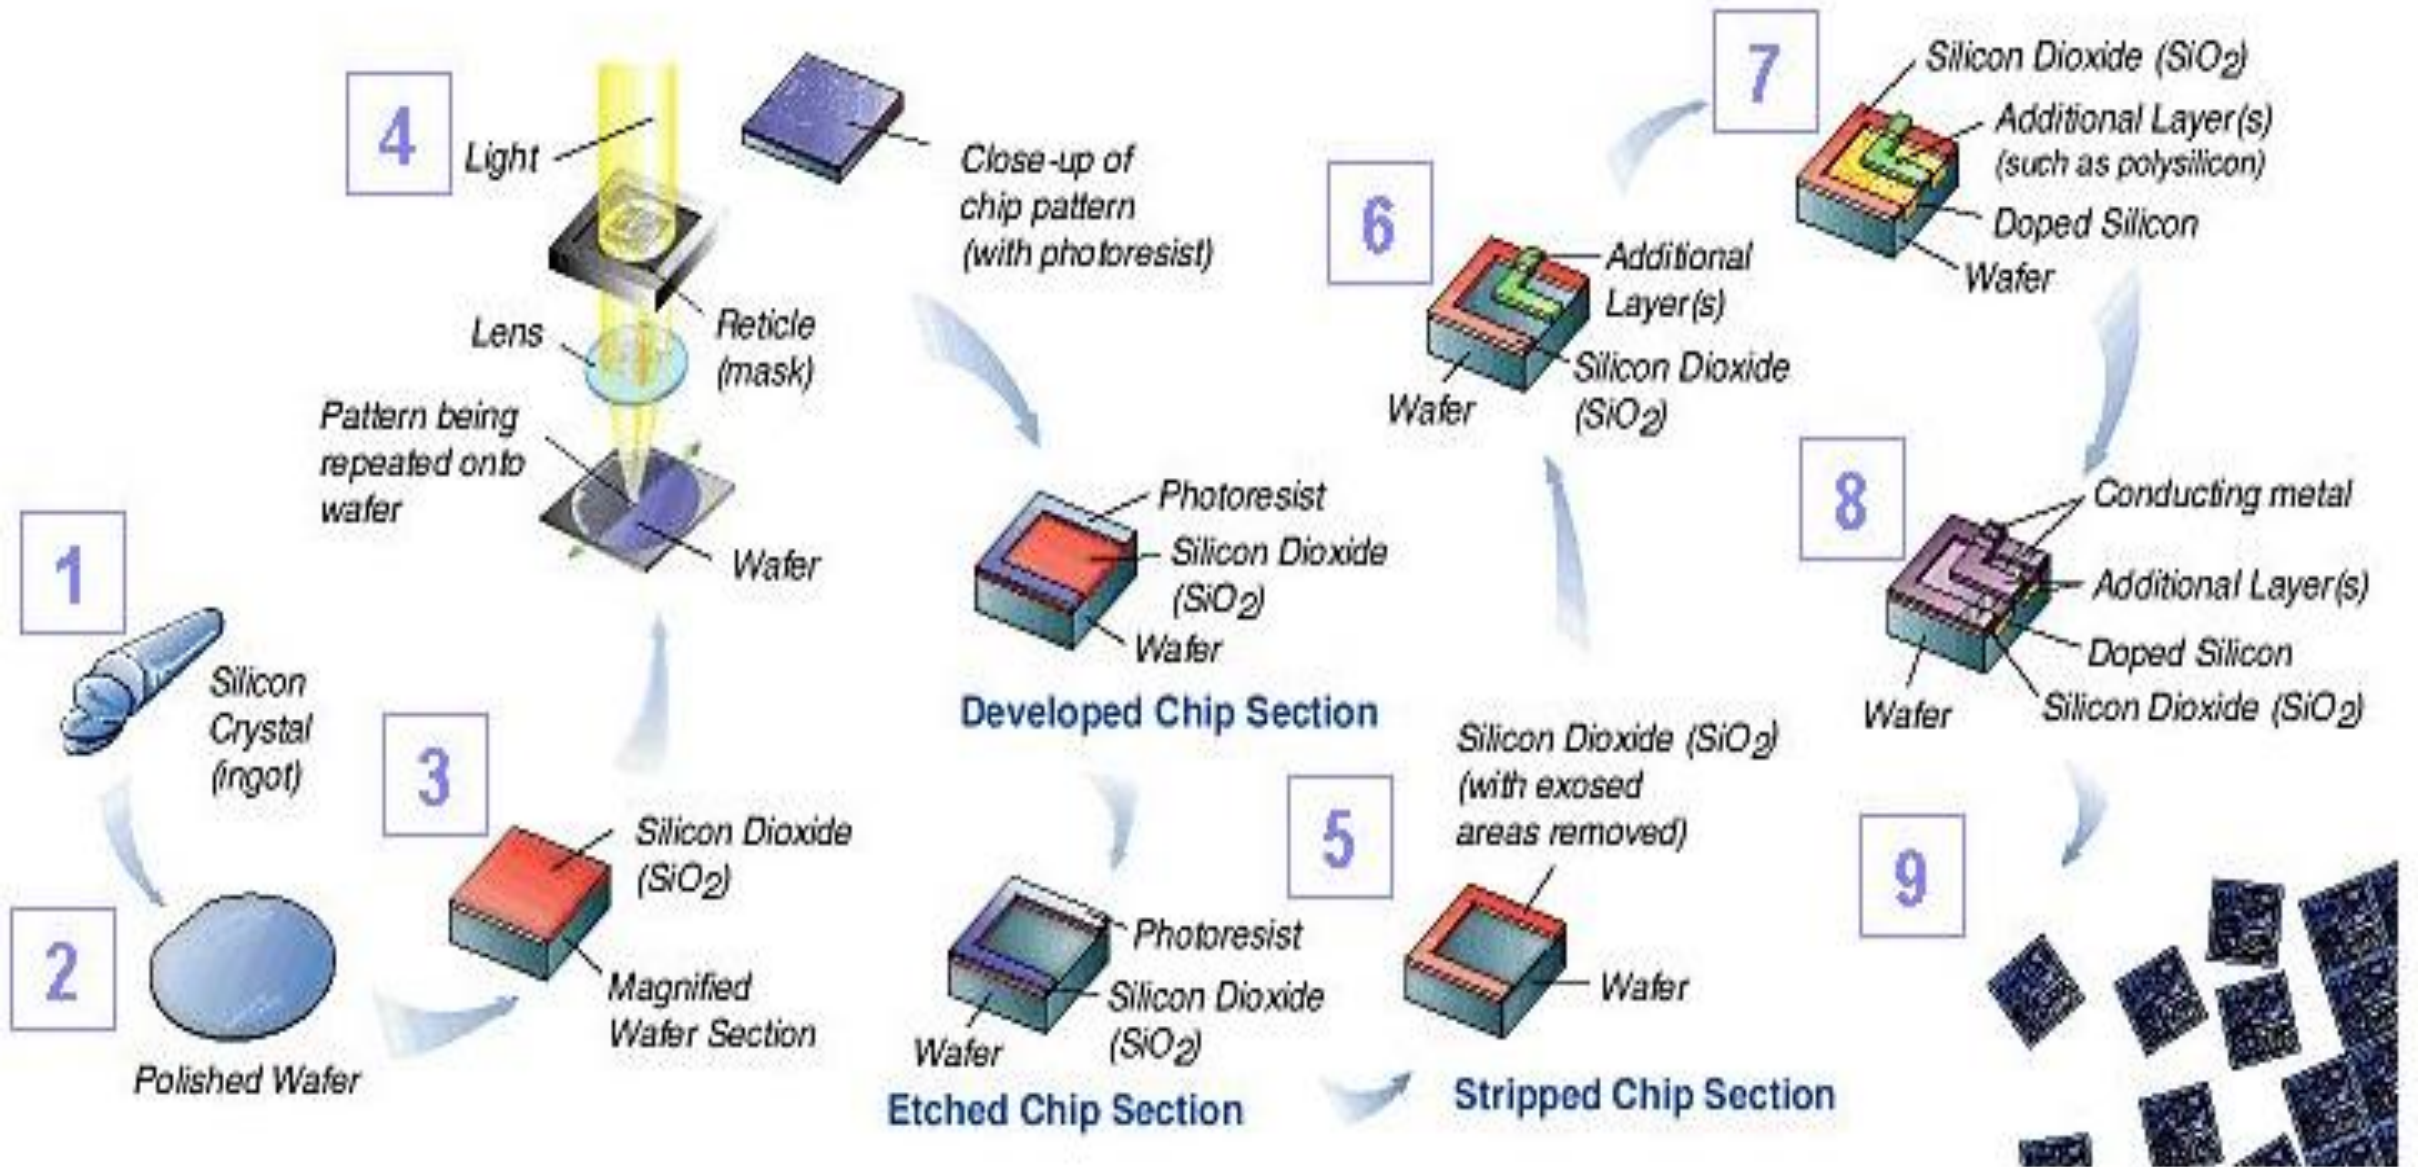 1
Silicon
Crystal
(ingot)
2
Polished Wafer
3
Silicon Dioxide
(SiO2)
Magnified
Wafer Section
4
Light
Close-up of
chip pattern
(with photoresist)
Reticle
(mask)
Lens
Pattern being
repeated onto
wafer
Wafer
Photoresist
Silicon Dioxide
(SiO2)
Wafer
Developed Chip Section
Photoresist
Silicon Dioxide
(SiO2)
Wafer
Etched Chip Section
5
Silicon Dioxide (SiO2)
(with exosed
areas removed)
Wafer
Stripped Chip Section
6
Additional
Layer(s)
Silicon Dioxide
(SiO2)
Wafer
7
Silicon Dioxide (SiO2)
Additional Layer(s)
(such as polysilicon)
Doped Silicon
Wafer
8
Conducting metal
Additional Layer(s)
Doped Silicon
Silicon Dioxide (SiO2)
Wafer
9